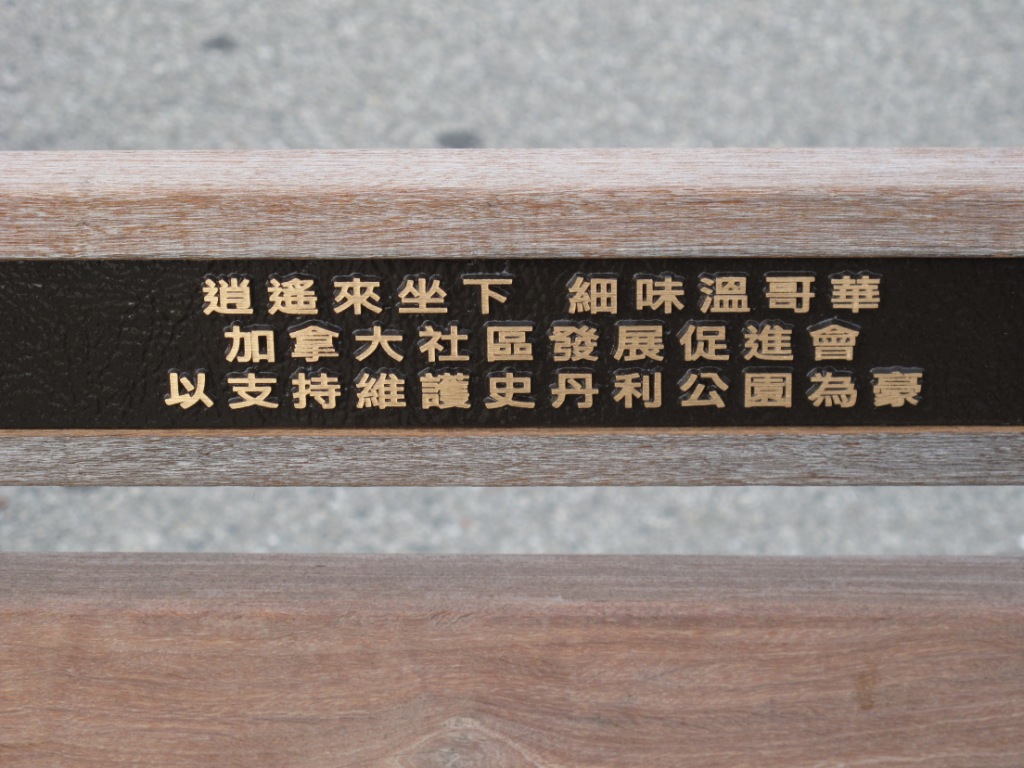 逍遙來坐下 細味溫哥華
加拿大社區發展促進會
以支持維護史丹利公園為豪